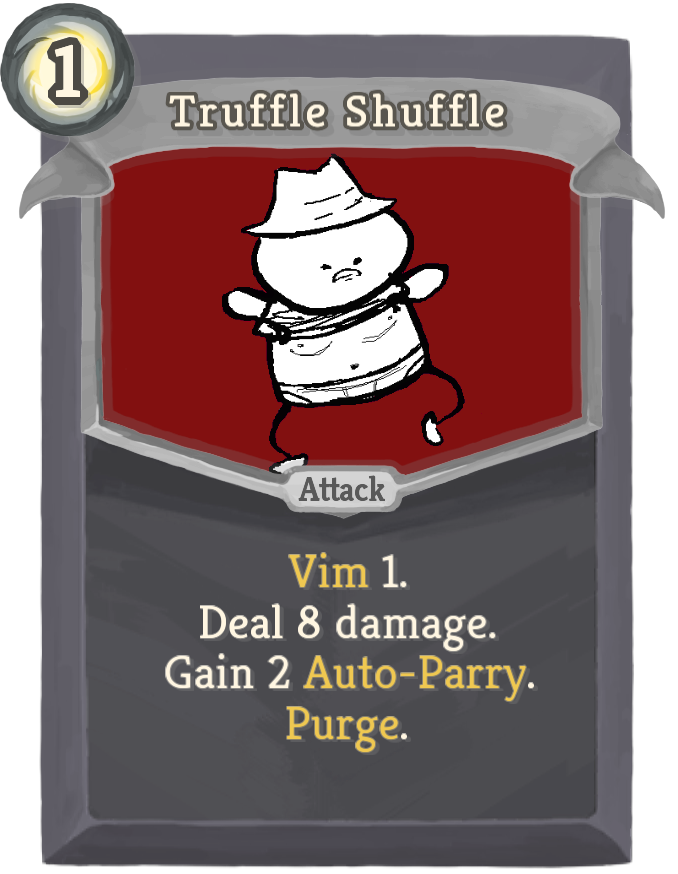 1
Truffle Shuffle
Attack
Vim 1.
Deal 8 damage.
Gain 2 Auto-Parry.
Purge.